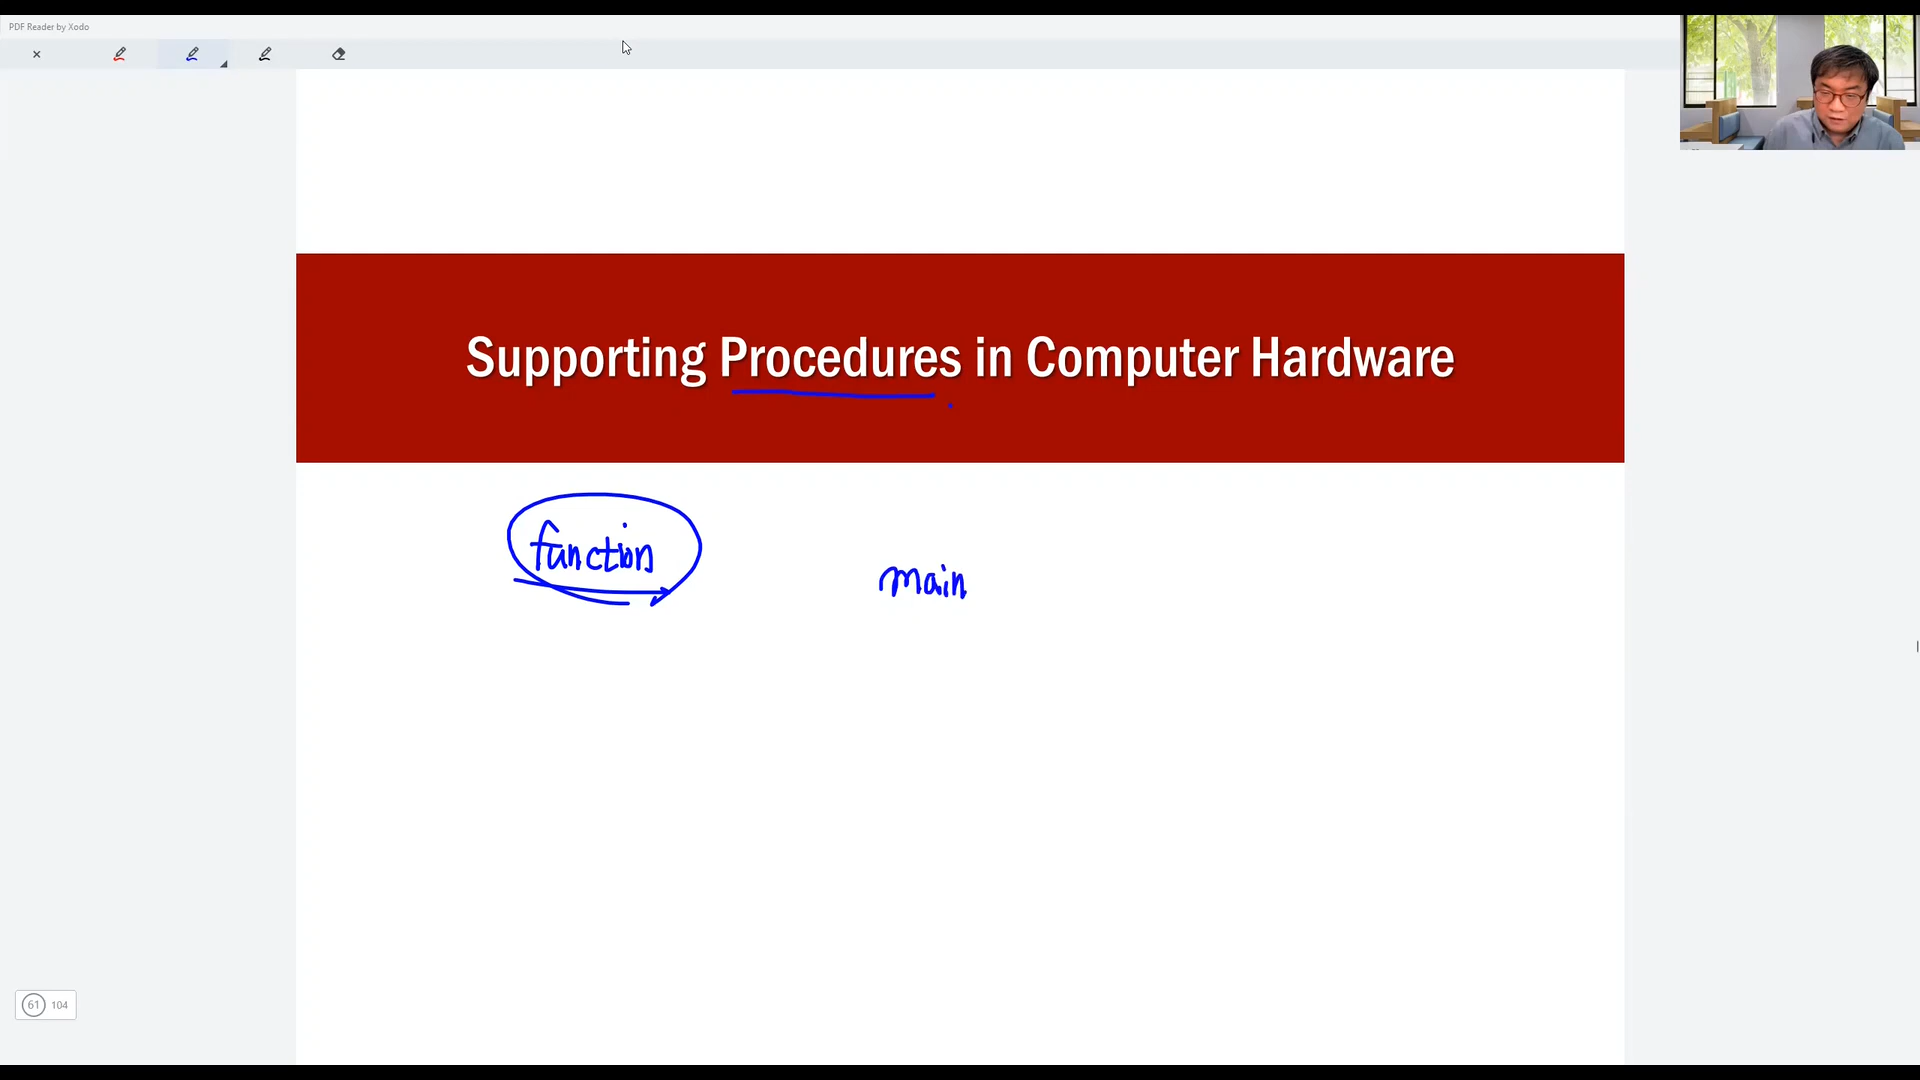 PDF Reader by Xodo
Supporting Procedures in Computer Hardware
function
main
61 104